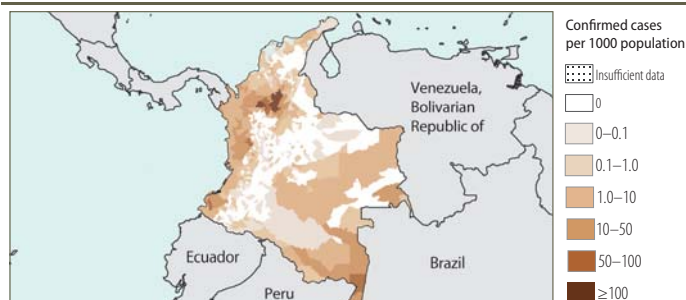 Confirmed cases
per 1000 population
Insufficient data
0
0–0.1
0.1–1.0
1.0–10
10–50
50–100
≥100
Venezuela,
Bolivarian
Republic of
Ecuador
Brazil
Peru